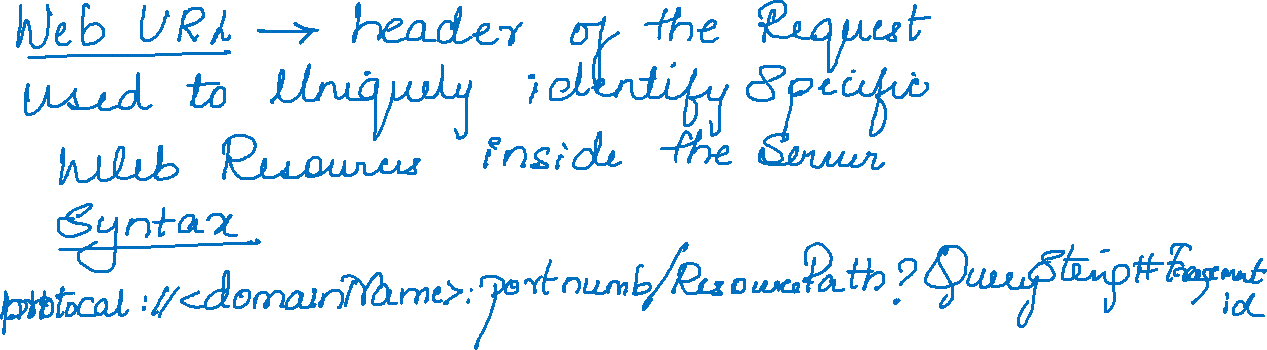 Web URL → header of the Request
Used to Uniquely identify Specific
Web Resources inside the Server
Syntax
protocal://<domainName>:portnumb/ResourcePath?QueryString#Fragement
id